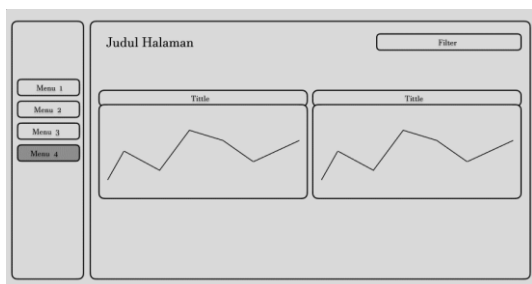 Menu 1
Menu 2
Menu 3
Menu 4
Judul Halaman
Filter
Tittle
Tittle